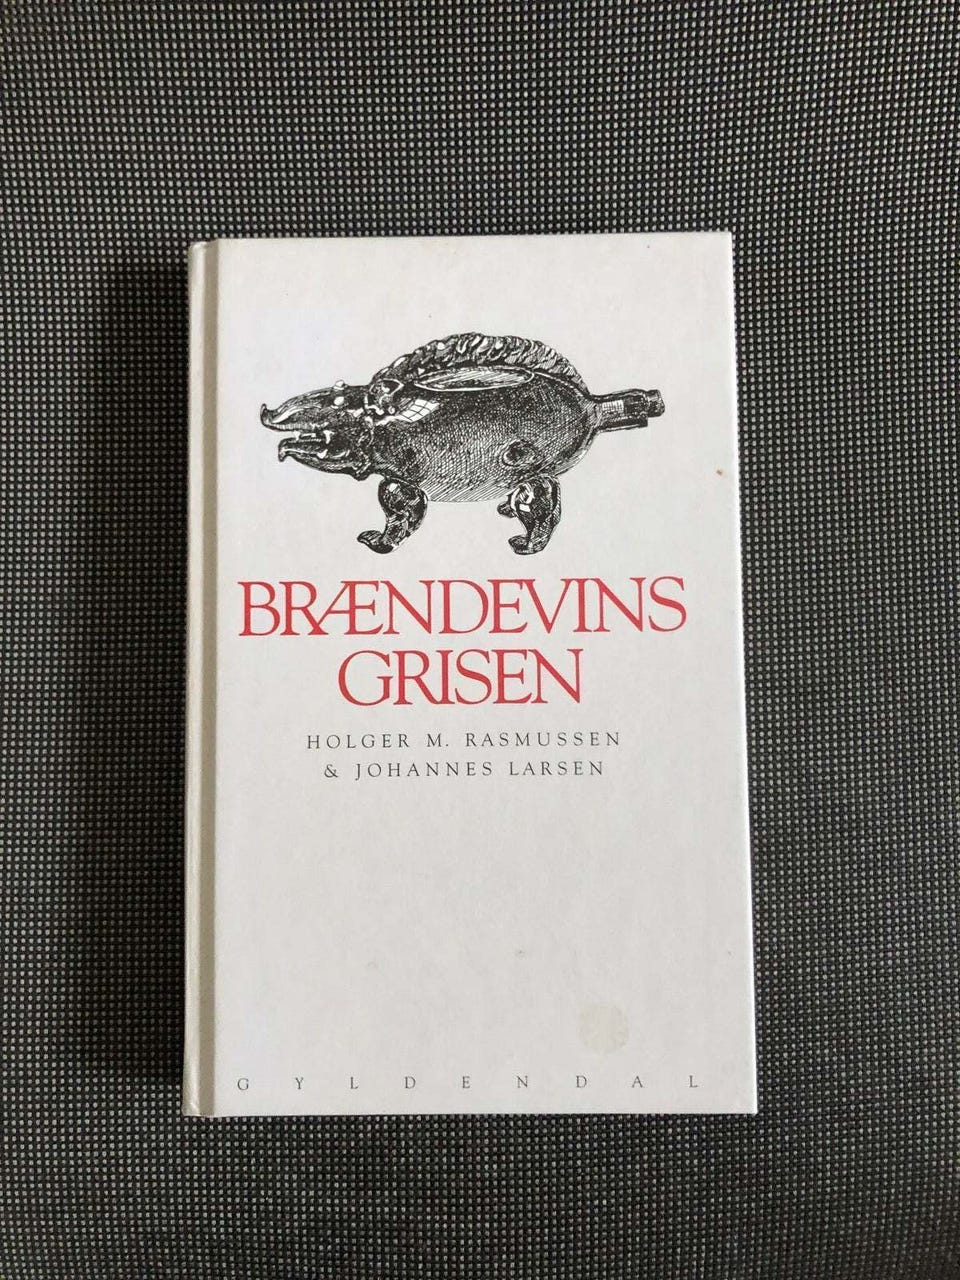 BRÆNDEVINS
GRISEN
HOLGER M. RASMUSSEN
& JOHANNES LARSEN
GYLDENDAL